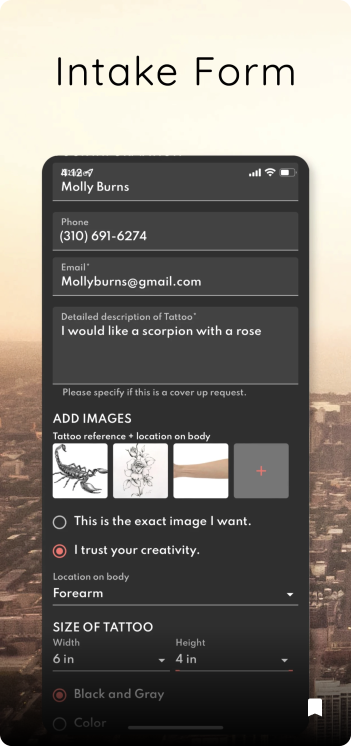 Intake Form
Molly Burns
Phone
(310) 691-6274
Email*
Mollyburns@gmail.com
Detailed description of Tattoo*
I would like a scorpion with a rose
Please specify if this is a cover up request.
ADD IMAGES
Tattoo reference + location on body
+
This is the exact image I want.
I trust your creativity.
Location on body
Forearm
SIZE OF TATTOO
Width
Height
6 in
4 in
Black and Gray
Color